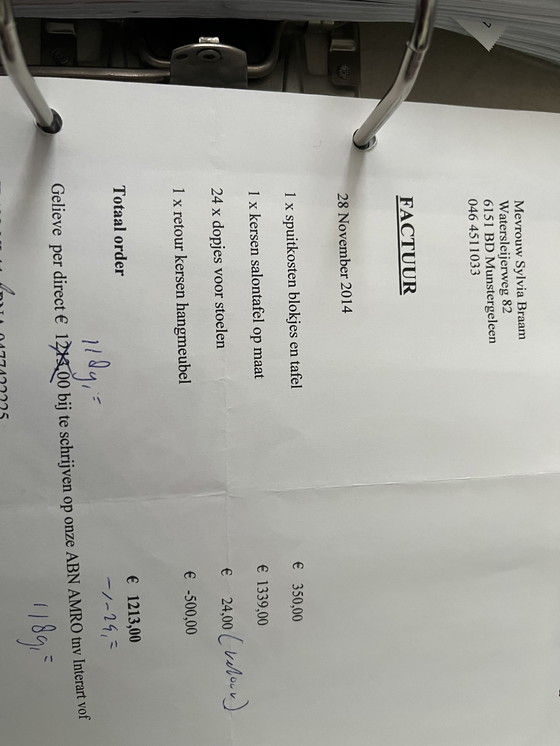 Mevrouw Sylvia Braam
Watersleijerweg 82
6151 BD Munstergeleen
046 4511033
FACTUUR
28 November 2014
1 x spuitkosten blokjes en tafel € 350,00
1 x kersen salontafel op maat € 1339,00
24 x dopjes voor stoelen € 24,00 (retour)
1 x retour kersen hangmeubel € -500,00
Totaal order € 1213,00
-,-24,=
1189,=
Gelieve per direct € 1213,00 bij te schrijven op onze ABN AMRO tnv Interart vof
1189,=